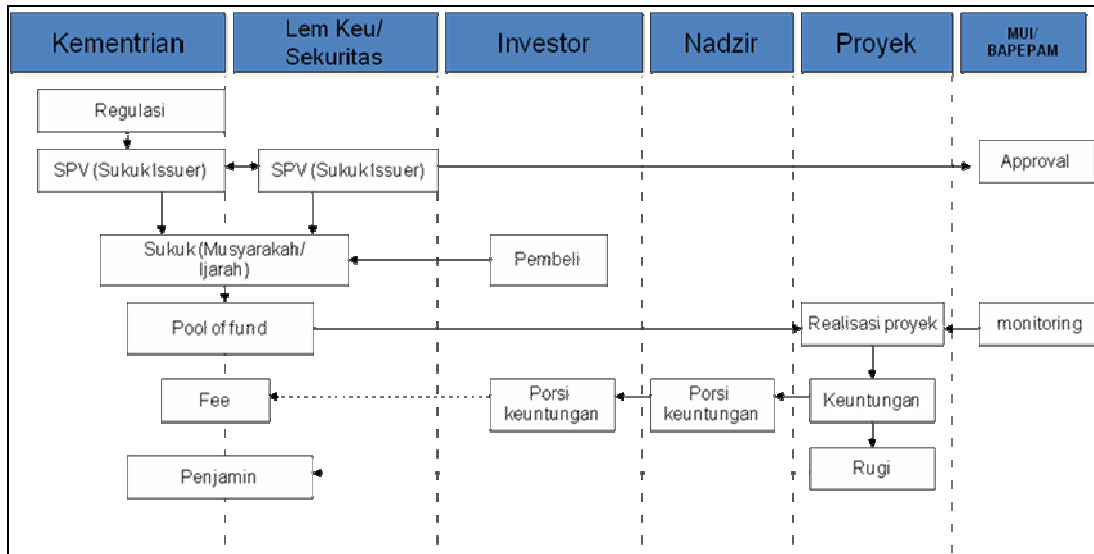 Kementrian
Lem Keu/
Sekuritas
Investor
Nadzir
Proyek
MUI/
BAPEPAM
Regulasi
SPV (Sukuk Issuer)
SPV (Sukuk Issuer)
Approval
Sukuk (Musyarakah/
Ijarah)
Pembeli
Pool of fund
Realisasi proyek
monitoring
Fee
Porsi
keuntungan
Porsi
keuntungan
Keuntungan
Penjamin
Rugi